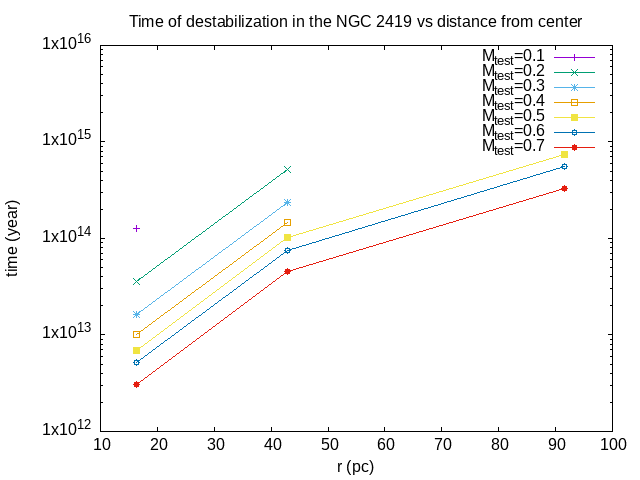 Time of destabilization in the NGC 2419 vs distance from center
1x10^16
1x10^15
1x10^14
1x10^13
1x10^12
time (year)
M_test=0.1
M_test=0.2
M_test=0.3
M_test=0.4
M_test=0.5
M_test=0.6
M_test=0.7
10 20 30 40 50 60 70 80 90 100
r (pc)